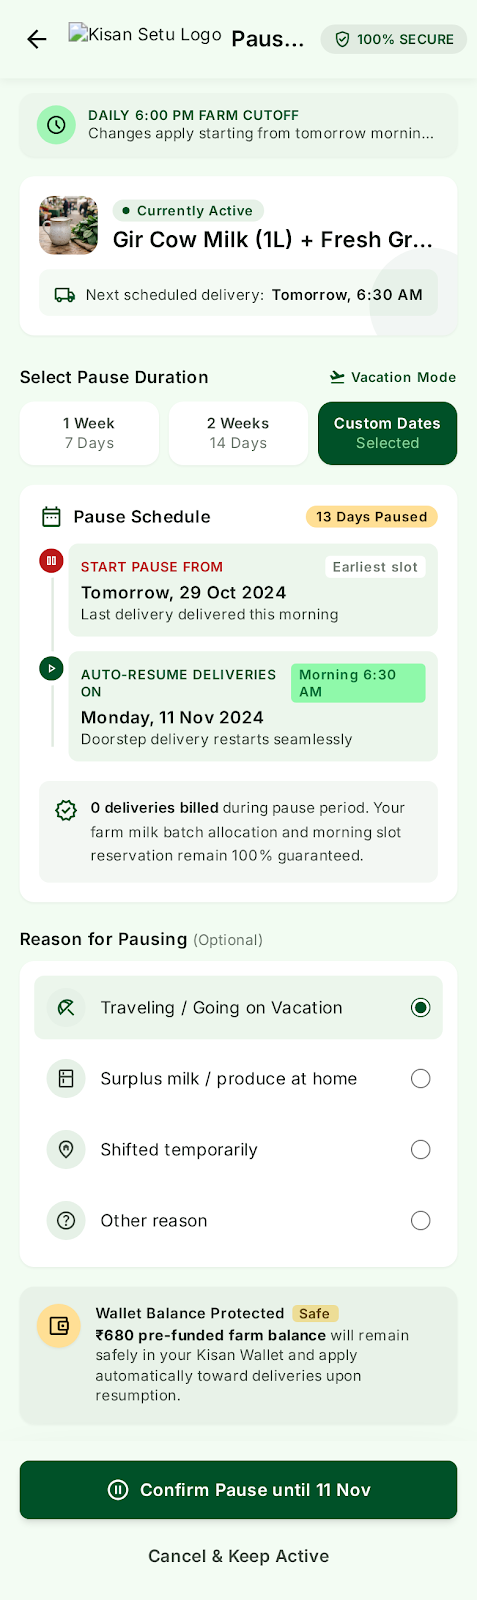 Kisan Setu Logo
Paus...
100% SECURE
DAILY 6:00 PM FARM CUTOFF
Changes apply starting from tomorrow mornin...
Currently Active
Gir Cow Milk (1L) + Fresh Gr...
Next scheduled delivery: Tomorrow, 6:30 AM
Select Pause Duration
Vacation Mode
1 Week
7 Days
2 Weeks
14 Days
Custom Dates
Selected
Pause Schedule
13 Days Paused
START PAUSE FROM
Earliest slot
Tomorrow, 29 Oct 2024
Last delivery delivered this morning
AUTO-RESUME DELIVERIES
ON
Morning 6:30
AM
Monday, 11 Nov 2024
Doorstep delivery restarts seamlessly
0 deliveries billed during pause period. Your
farm milk batch allocation and morning slot
reservation remain 100% guaranteed.
Reason for Pausing (Optional)
Traveling / Going on Vacation
Surplus milk / produce at home
Shifted temporarily
Other reason
Wallet Balance Protected
Safe
₹680 pre-funded farm balance will remain
safely in your Kisan Wallet and apply
automatically toward deliveries upon
resumption.
Confirm Pause until 11 Nov
Cancel & Keep Active